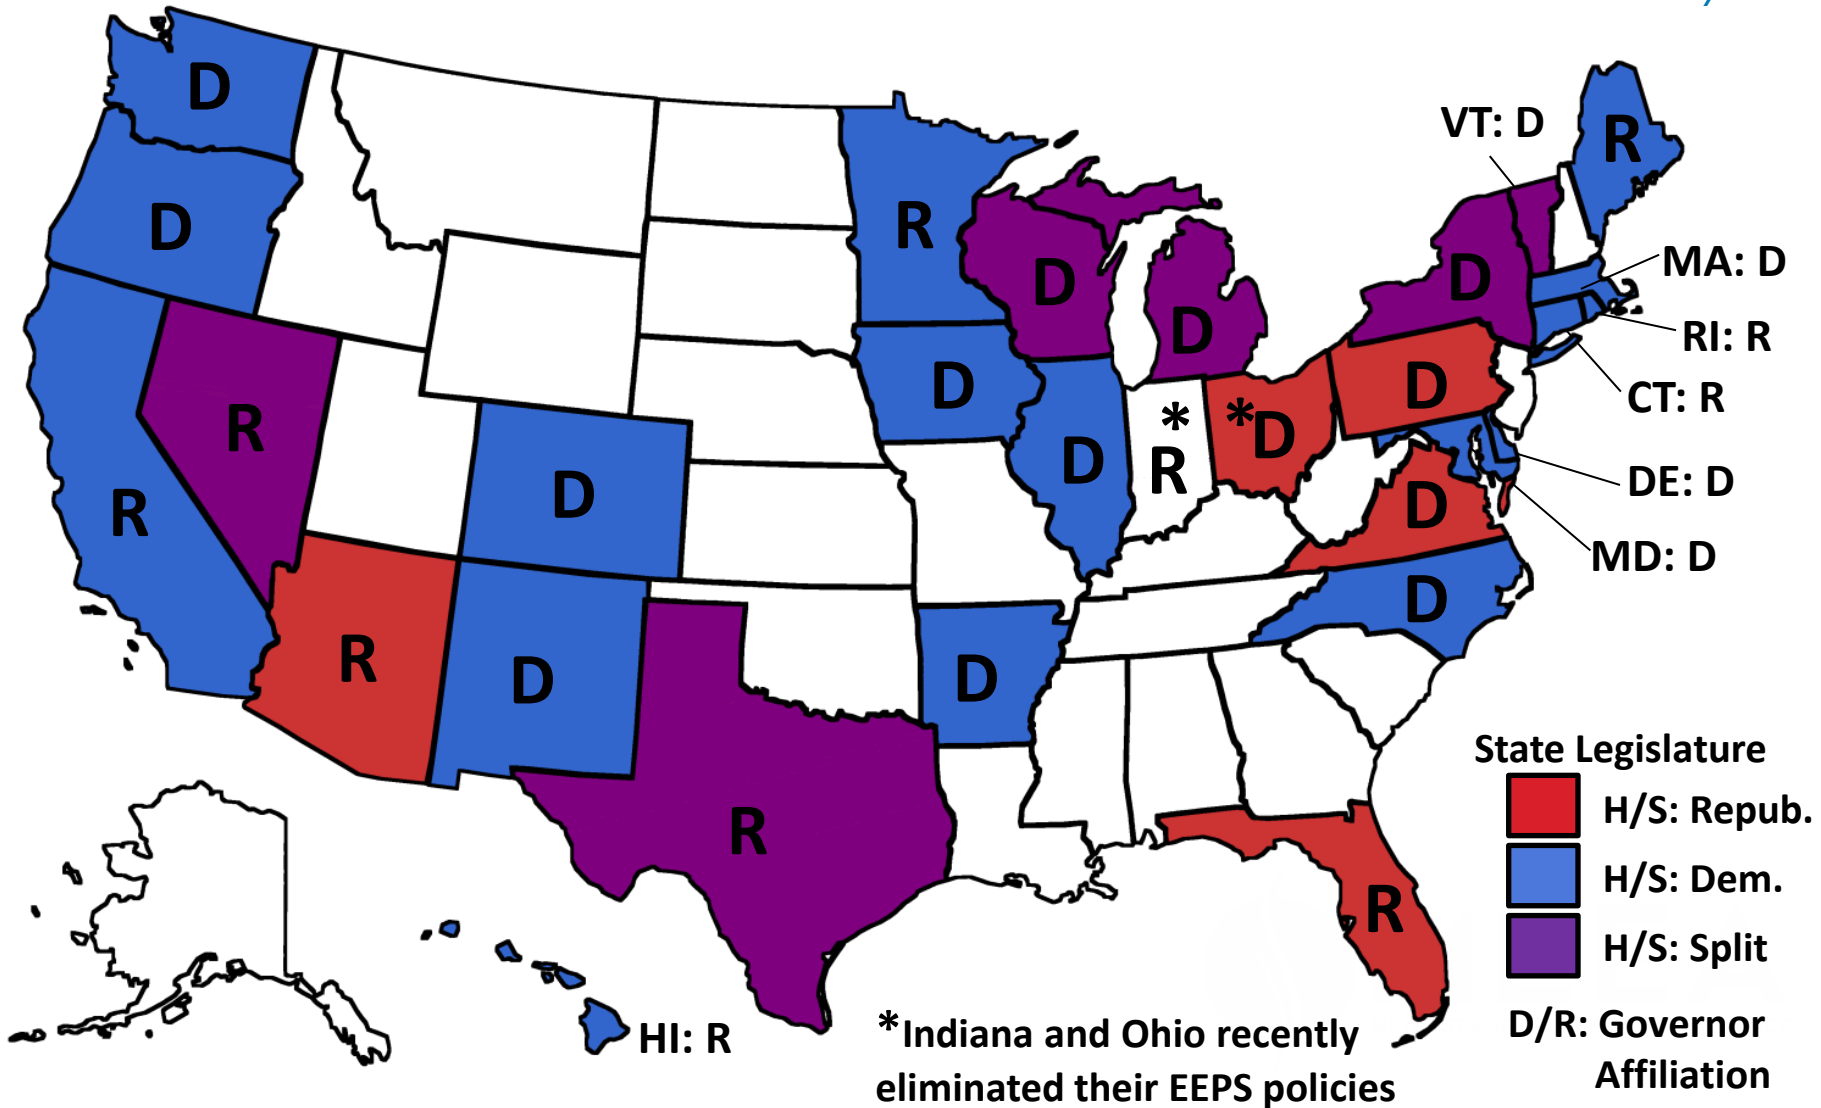 D
VT: D
R
D
R
MA: D
D
D
D
RI: R
D
D
CT: R
R
*
*D
D
R
D
DE: D
R
D
D
MD: D
D
R
D
D
State Legislature
H/S: Repub.
R
H/S: Dem.
R
H/S: Split
HI: R
*Indiana and Ohio recently
eliminated their EEPS policies
D/R: Governor
Affiliation